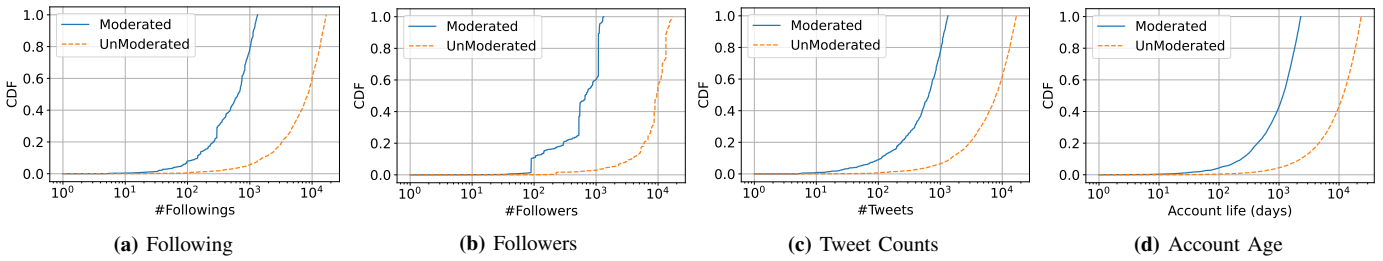 1.0
0.8
0.6
0.4
0.2
0.0
CDF
Moderated
UnModerated
10⁰ 10¹ 10² 10³ 10⁴
#Followings
(a) Following
1.0
0.8
0.6
0.4
0.2
0.0
CDF
Moderated
UnModerated
10⁰ 10¹ 10² 10³ 10⁴
#Followers
(b) Followers
1.0
0.8
0.6
0.4
0.2
0.0
CDF
Moderated
UnModerated
10⁰ 10¹ 10² 10³ 10⁴
#Tweets
(c) Tweet Counts
1.0
0.8
0.6
0.4
0.2
0.0
CDF
Moderated
UnModerated
10⁰ 10¹ 10² 10³ 10⁴
Account life (days)
(d) Account Age